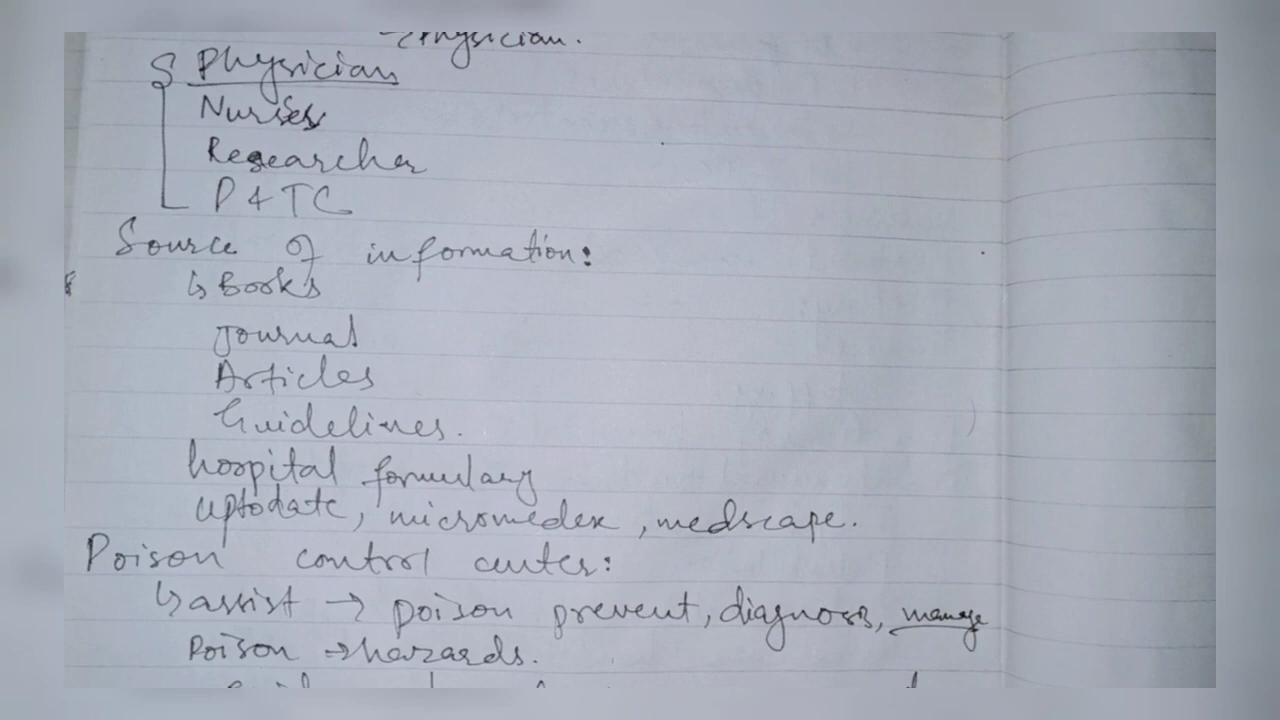 → Physician.
Physician
Nurses
Researcher
P & TC
Source of information:
↳ Books
Journal
Articles
Guidelines.
hospital formulary
uptodate, micromedex, medscape.
Poison control center:
↳ assist → poison prevent, diagnosis, manage
Poison → hazards.